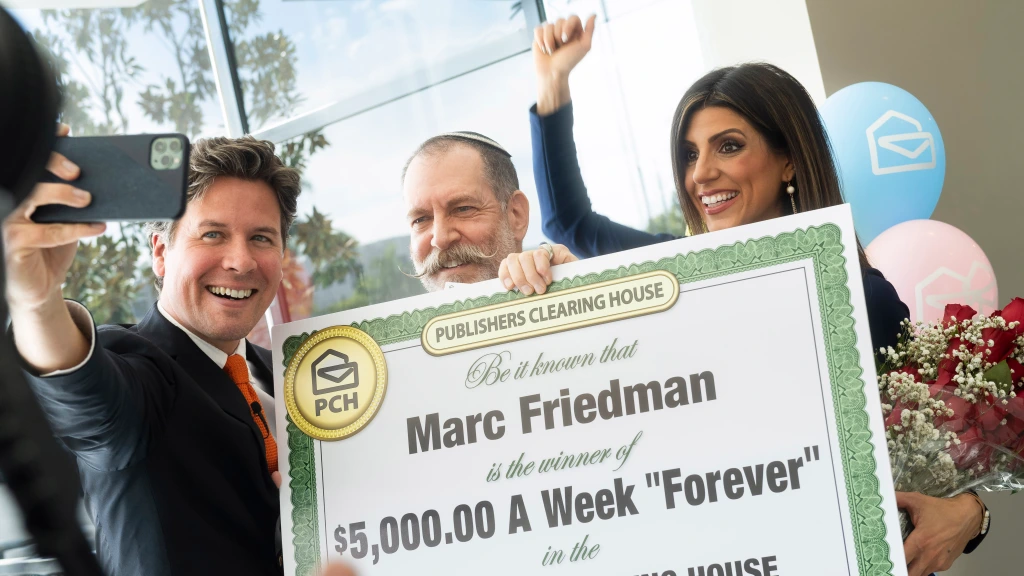 PUBLISHERS CLEARING HOUSE
PCH
Be it known that
Marc Friedman
is the winner of
$5,000.00 A Week "Forever"
in the
HOUSE